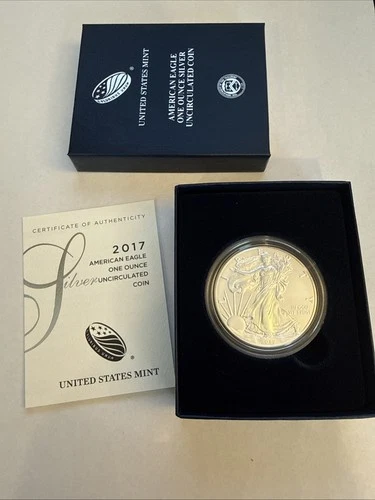 UNITED STATES MINT
AMERICAN EAGLE
ONE OUNCE SILVER
UNCIRCULATED COIN
CERTIFICATE OF AUTHENTICITY
2017
AMERICAN EAGLE
ONE OUNCE
Silver UNCIRCULATED
COIN
UNITED STATES MINT